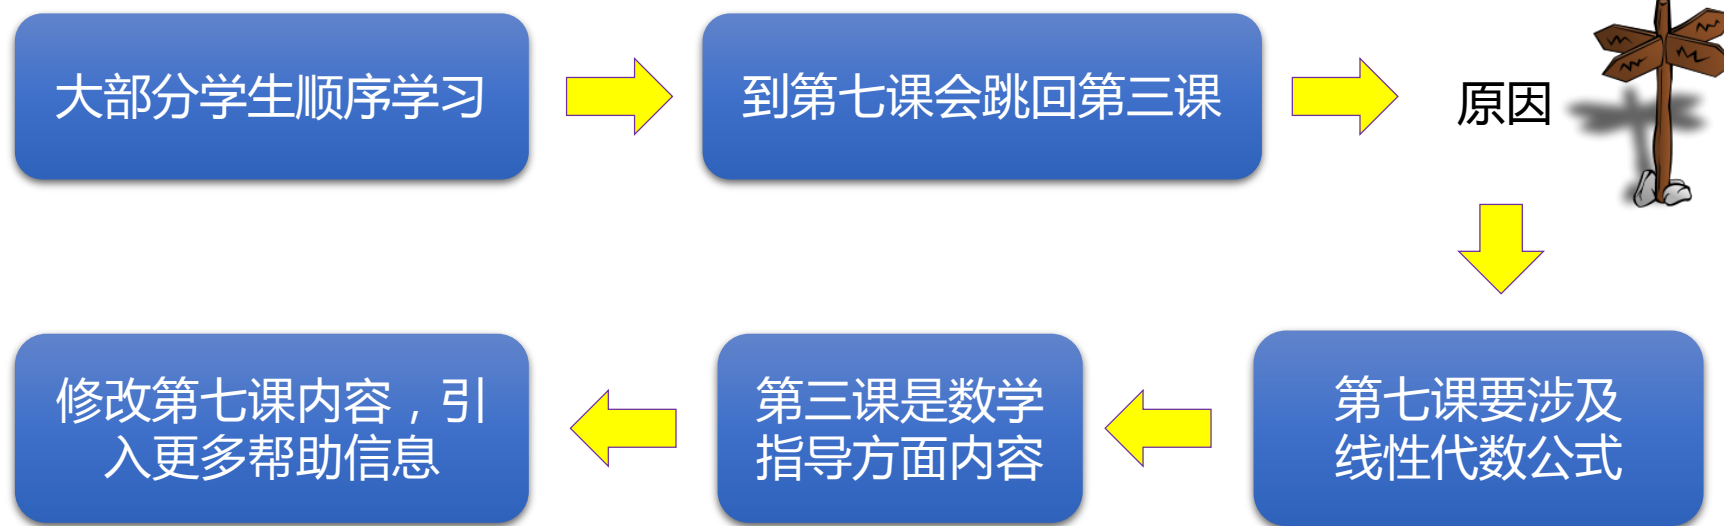 大部分学生顺序学习
到第七课会跳回第三课
原因
第七课要涉及
线性代数公式
第三课是数学
指导方面内容
修改第七课内容，引
入更多帮助信息